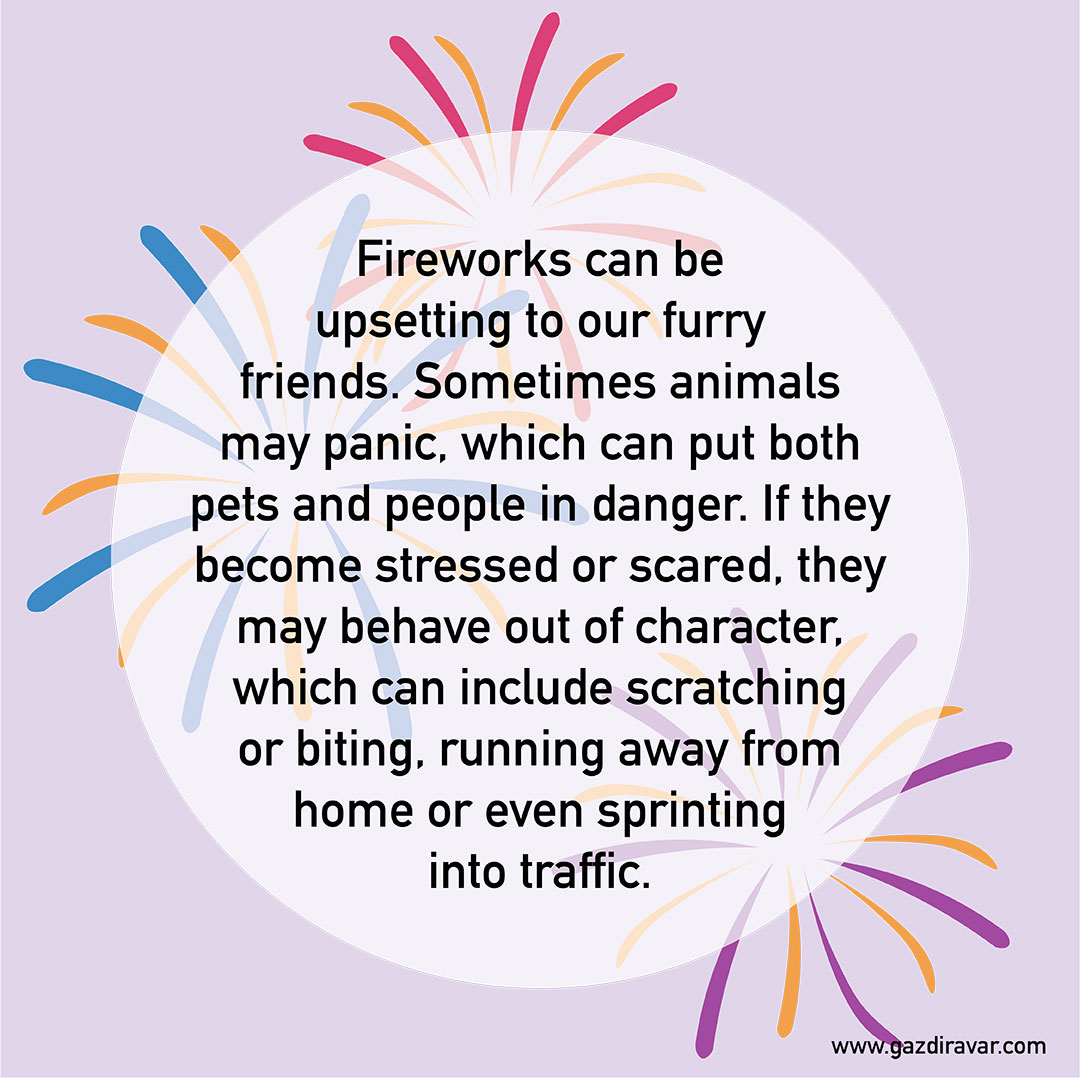 Fireworks can be
upsetting to our furry
friends. Sometimes animals
may panic, which can put both
pets and people in danger. If they
become stressed or scared, they
may behave out of character,
which can include scratching
or biting, running away from
home or even sprinting
into traffic.
www.gazdiravar.com